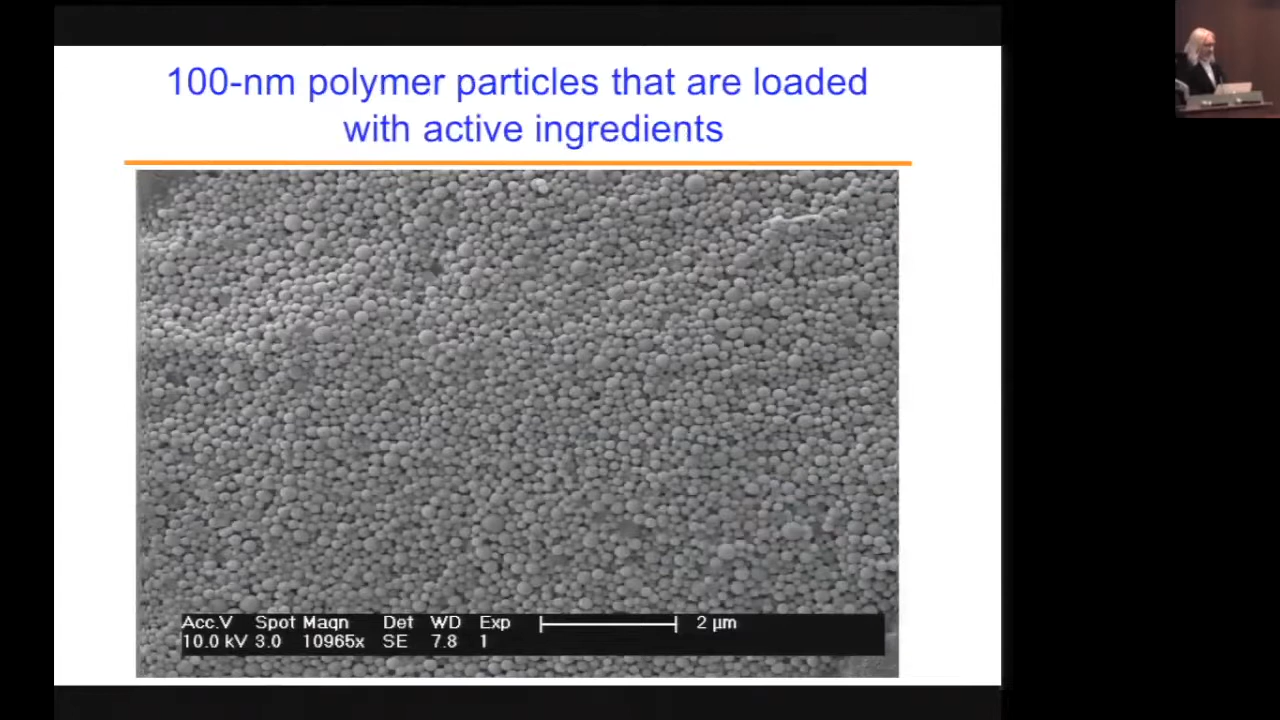 100-nm polymer particles that are loaded
with active ingredients
Acc.V Spot Magn Det WD Exp 2 µm
10.0 kV 3.0 10965x SE 7.8 1